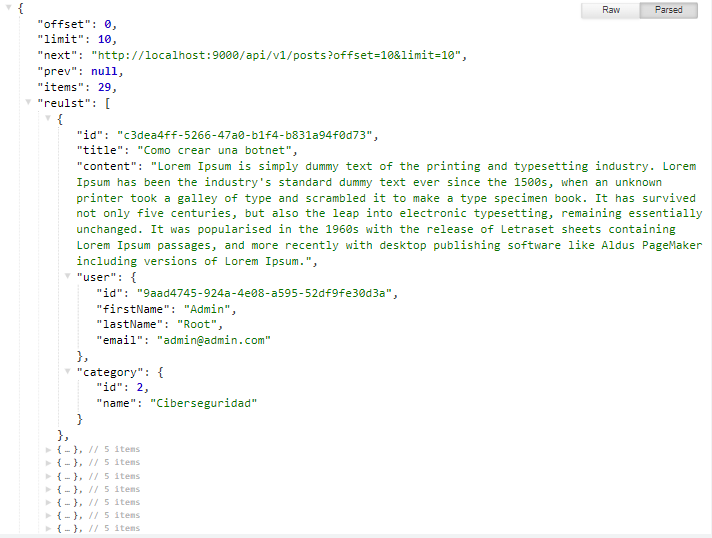 {
Raw Parsed
"offset": 0,
"limit": 10,
"next": "http://localhost:9000/api/v1/posts?offset=10&limit=10",
"prev": null,
"items": 29,
"reulst": [
{
"id": "c3dea4ff-5266-47a0-b1f4-b831a94f0d73",
"title": "Como crear una botnet",
"content": "Lorem Ipsum is simply dummy text of the printing and typesetting industry. Lorem
Ipsum has been the industry's standard dummy text ever since the 1500s, when an unknown
printer took a galley of type and scrambled it to make a type specimen book. It has survived
not only five centuries, but also the leap into electronic typesetting, remaining essentially
unchanged. It was popularised in the 1960s with the release of Letraset sheets containing
Lorem Ipsum passages, and more recently with desktop publishing software like Aldus PageMaker
including versions of Lorem Ipsum.",
"user": {
"id": "9aad4745-924a-4e08-a595-52df9fe30d3a",
"firstName": "Admin",
"lastName": "Root",
"email": "admin@admin.com"
},
"category": {
"id": 2,
"name": "Ciberseguridad"
}
},
{ … }, // 5 items
{ … }, // 5 items
{ … }, // 5 items
{ … }, // 5 items
{ … }, // 5 items
{ … }, // 5 items
{ … }, // 5 items